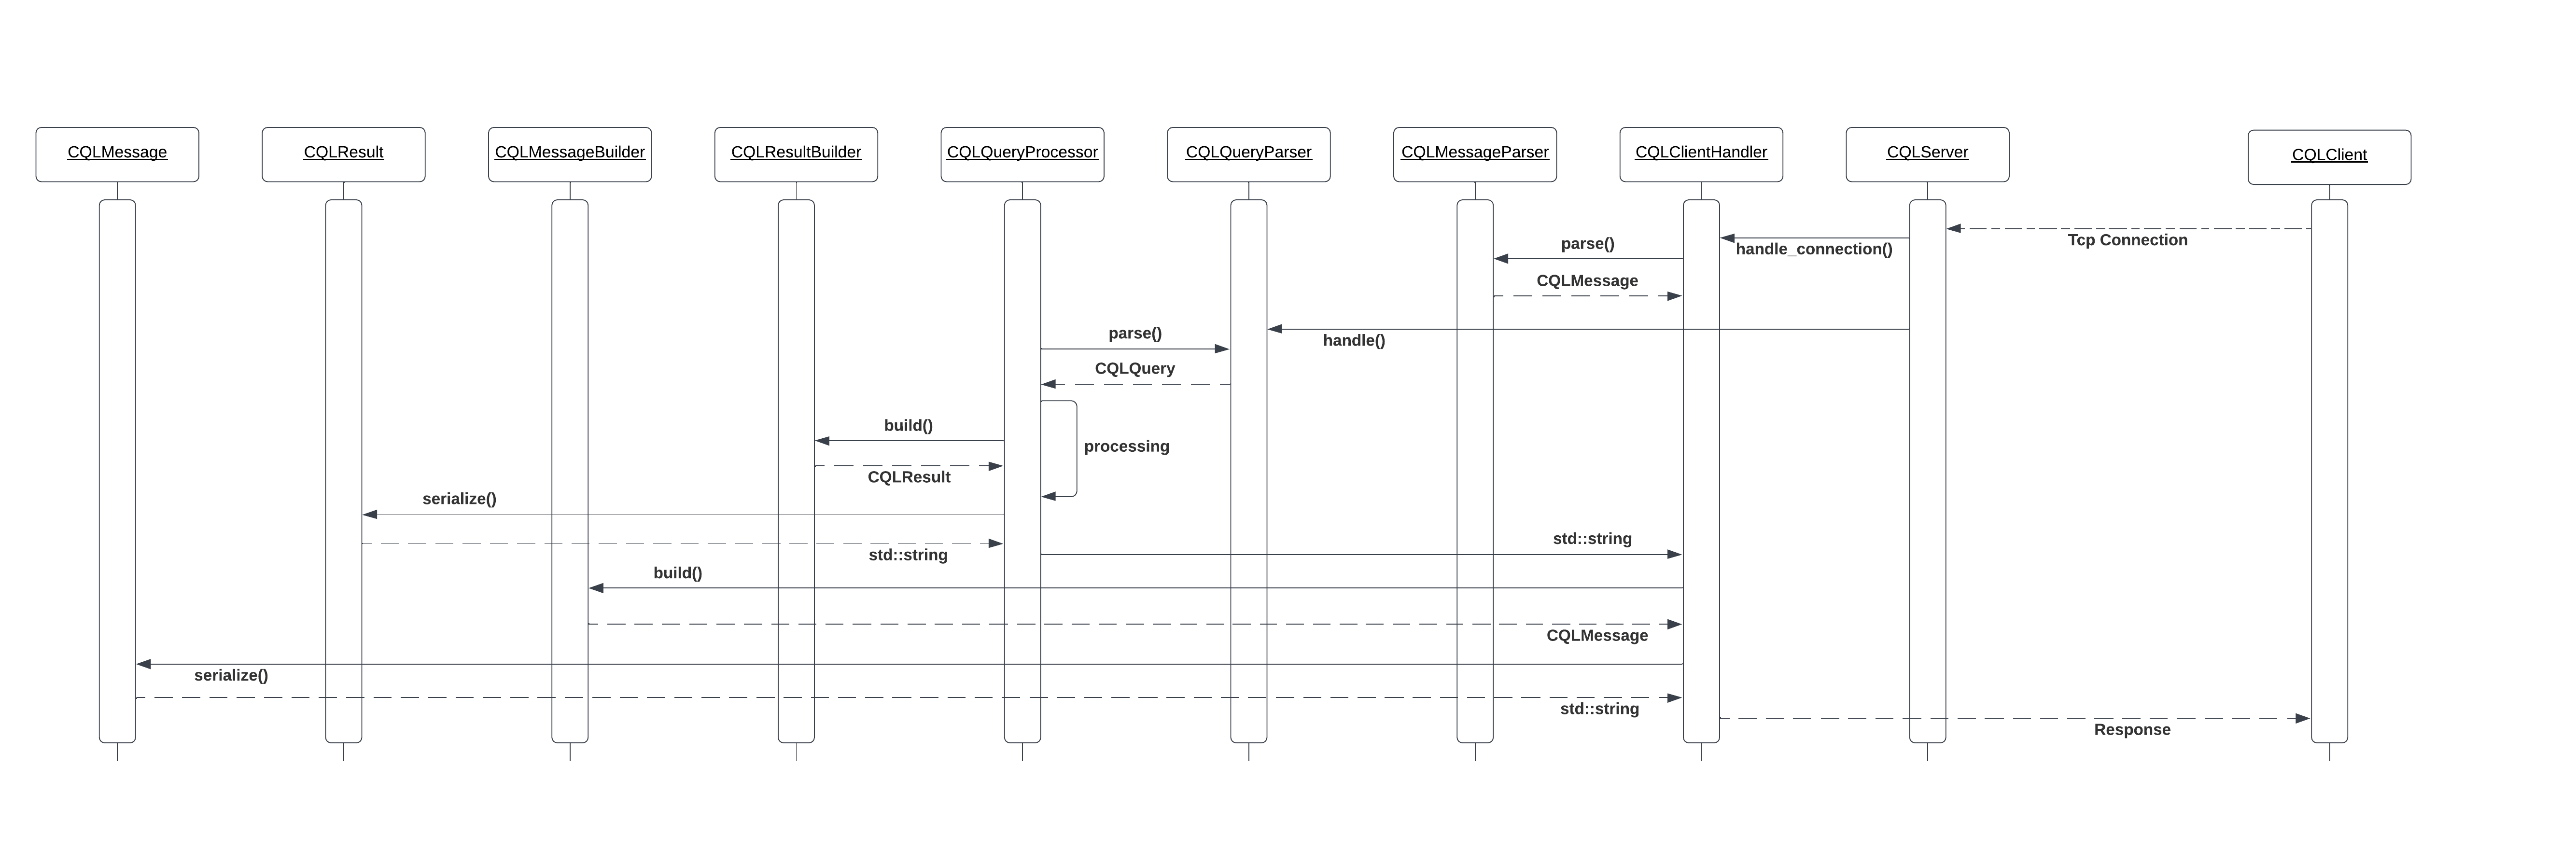 CQLMessage
CQLResult
CQLMessageBuilder
CQLResultBuilder
CQLQueryProcessor
CQLQueryParser
CQLMessageParser
CQLClientHandler
CQLServer
CQLClient
Tcp Connection
handle_connection()
parse()
CQLMessage
handle()
parse()
CQLQuery
build()
processing
CQLResult
serialize()
std::string
std::string
build()
CQLMessage
serialize()
std::string
Response